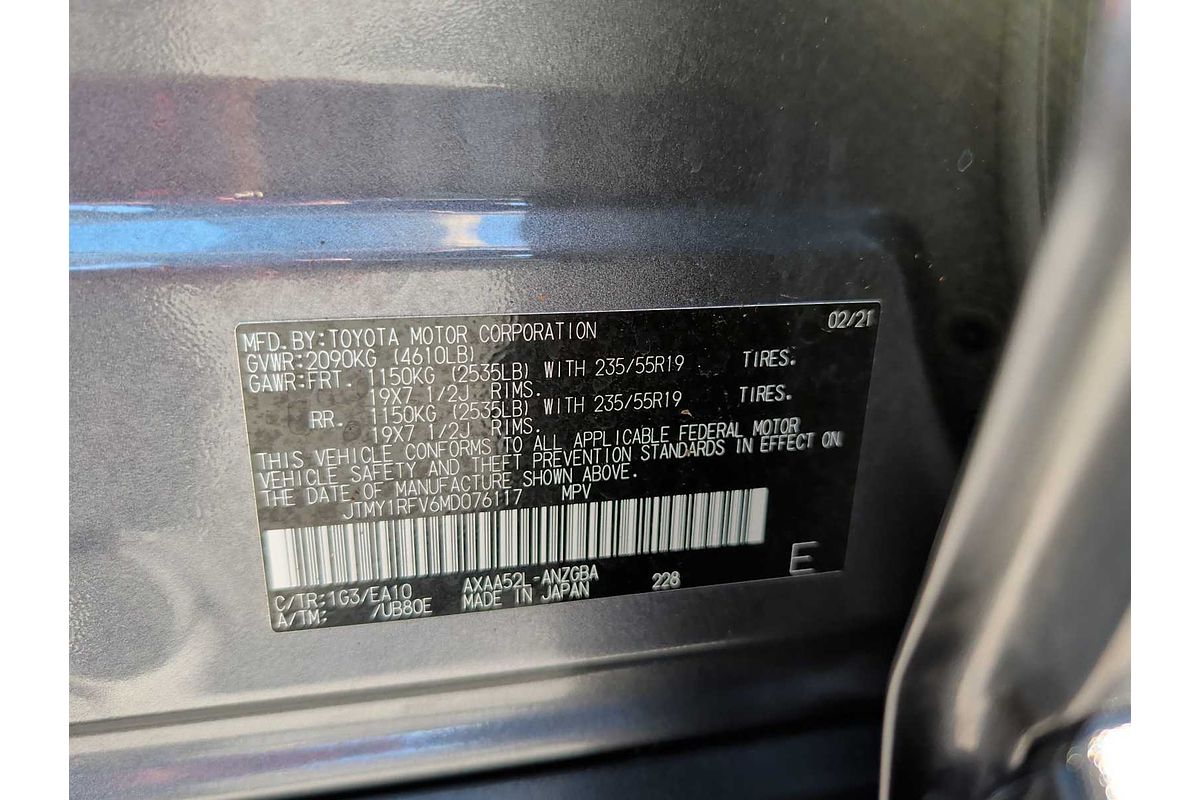 MFD.BY:TOYOTA MOTOR CORPORATION 02/21
GVWR:2090KG (4610LB)
GAWR:FRT. 1150KG (2535LB) WITH 235/55R19 TIRES.
19X7 1/2J RIMS.
RR. 1150KG (2535LB) WITH 235/55R19 TIRES.
19X7 1/2J RIMS.
THIS VEHICLE CONFORMS TO ALL APPLICABLE FEDERAL MOTOR
VEHICLE SAFETY AND THEFT PREVENTION STANDARDS IN EFFECT ON
THE DATE OF MANUFACTURE SHOWN ABOVE.
JTMY1RFV6MD076117 MPV
E
C/TR:1G3/EA10 AXAA52L-ANZGBA 228
A/TM: /UB80E MADE IN JAPAN